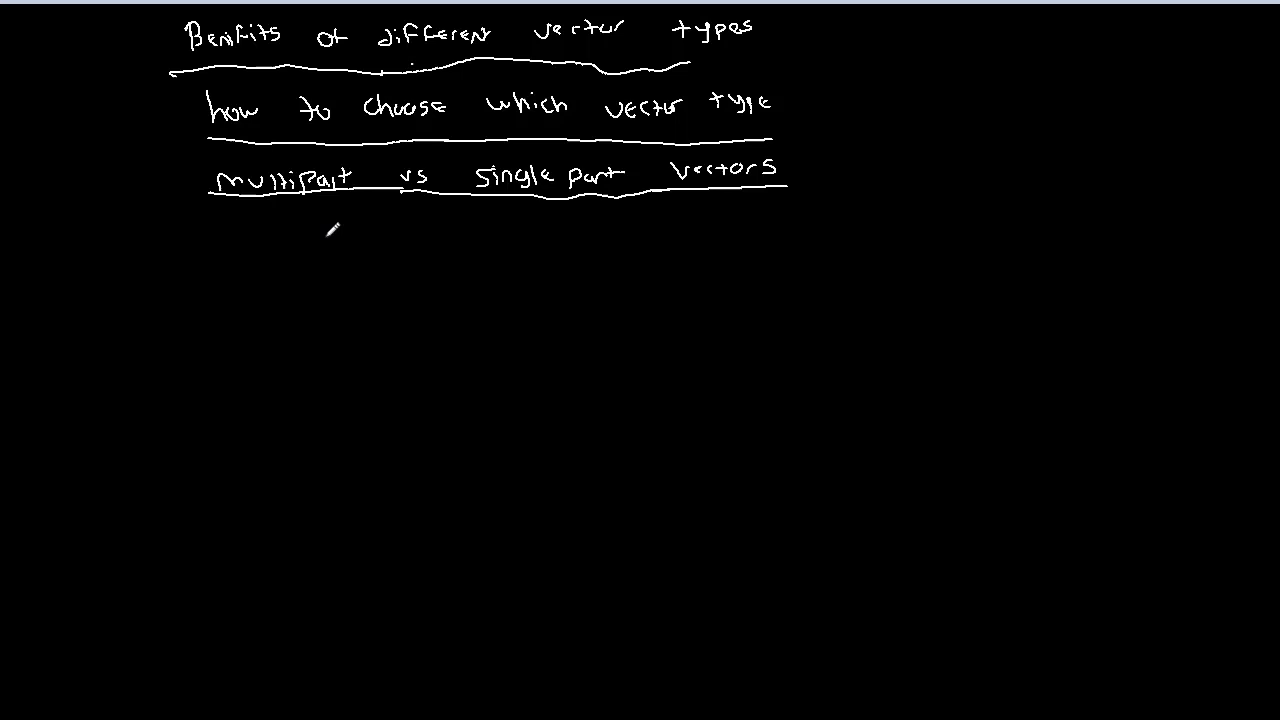 Benifits of different vector types
how to choose which vector type
multipart vs single part vectors